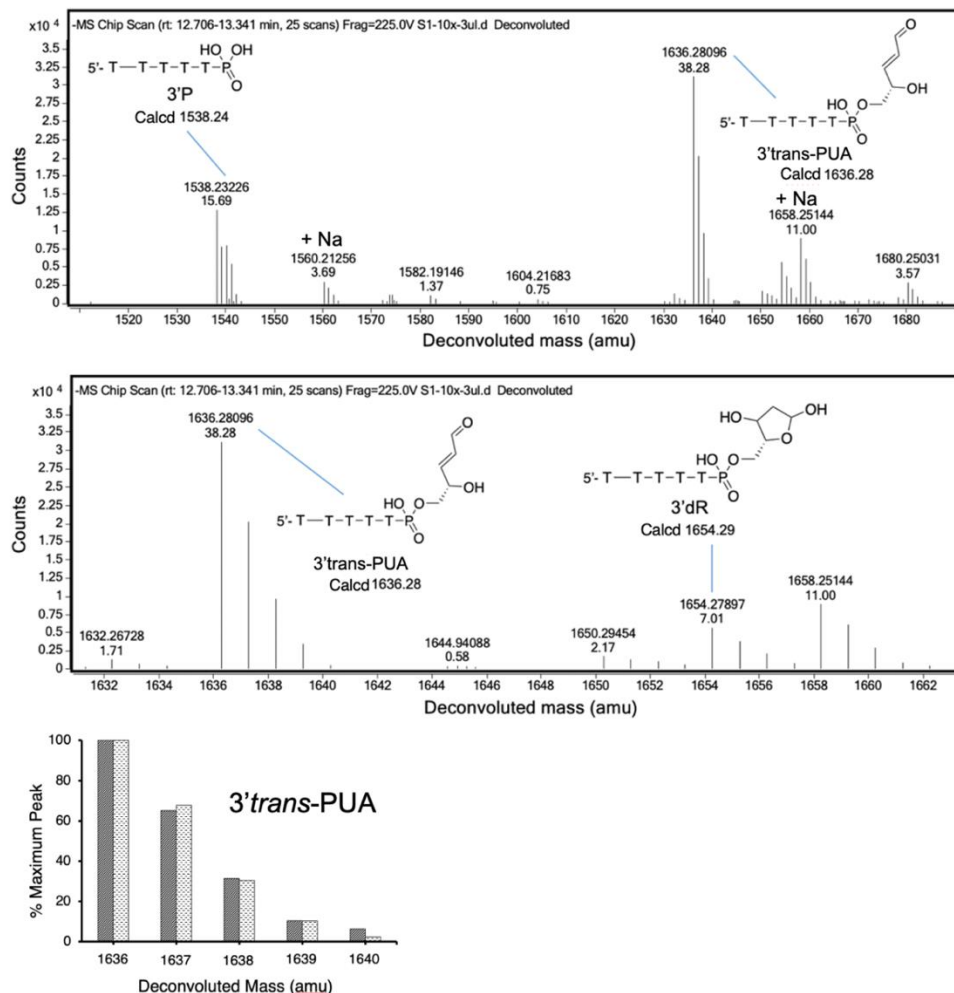 -MS Chip Scan (rt: 12.706-13.341 min, 25 scans) Frag=225.0V S1-10x-3ul.d Deconvoluted
x10 4
3.5
3.25
3
2.75
2.5
2.25
2
1.75
1.5
1.25
1
0.75
0.5
0.25
0
Counts
HO OH
5'- T—T-T-T-T-P
O
3'P
Calcd 1538.24
1538.23226
15.69
+ Na
1560.21256
3.69
1582.19146
1.37
1604.21683
0.75
1636.28096
38.28
O
OH
HO O
5'- T—T-T-T-T-P
O
3'trans-PUA
Calcd 1636.28
+ Na
1658.25144
11.00
1680.25031
3.57
1520 1530 1540 1550 1560 1570 1580 1590 1600 1610 1630 1640 1650 1660 1670 1680
Deconvoluted mass (amu)
-MS Chip Scan (rt: 12.706-13.341 min, 25 scans) Frag=225.0V S1-10x-3ul.d Deconvoluted
x10 4
3.5
3.25
3
2.75
2.5
2.25
2
1.75
1.5
1.25
1
0.75
0.5
0.25
0
Counts
1632.26728
1.71
1636.28096
38.28
O
OH
HO O
5'- T—T-T-T-T-P
O
3'trans-PUA
Calcd 1636.28
1644.94088
0.58
1650.29454
2.17
HO OH
O
HO O
5'- T—T-T-T-T-P
O
3'dR
Calcd 1654.29
1654.27897
7.01
1658.25144
11.00
1632 1634 1636 1638 1640 1642 1644 1646 1648 1650 1652 1654 1656 1658 1660 1662
Deconvoluted mass (amu)
100
80
60
40
20
0
% Maximum Peak
3'trans-PUA
1636 1637 1638 1639 1640
Deconvoluted Mass (amu)